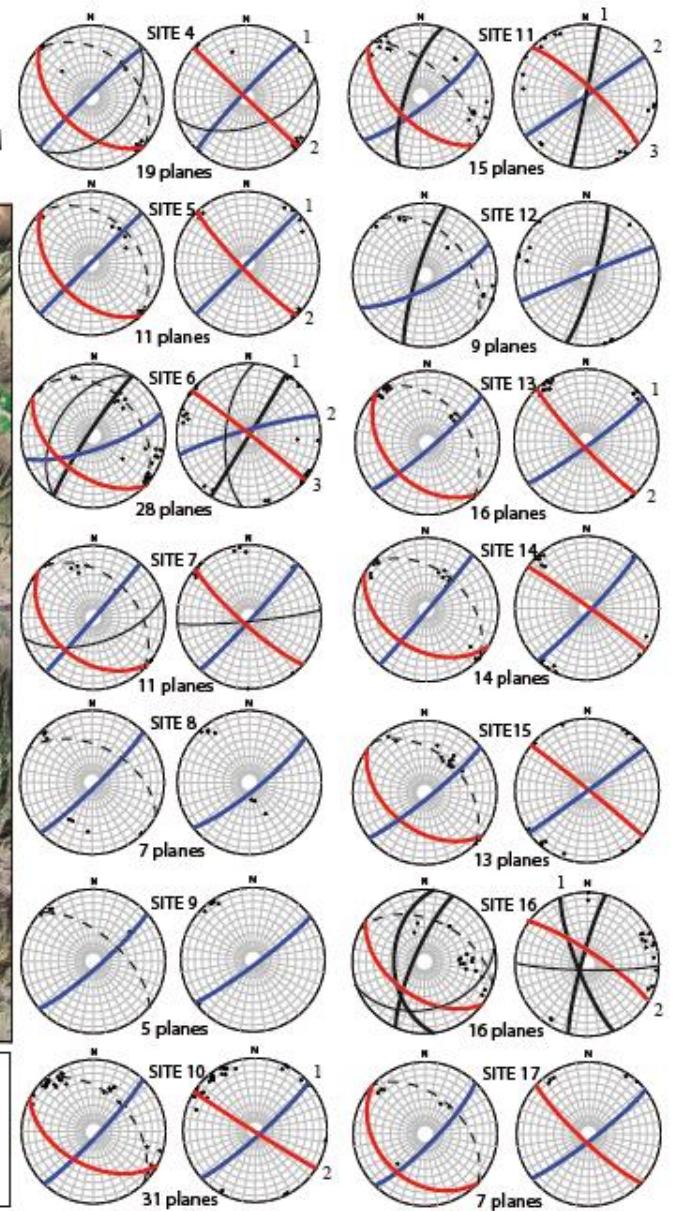 N
SITE 4
N
1
2
19 planes
N
SITE 5
N
1
2
11 planes
N
SITE 6
N
1
2
3
28 planes
N
SITE 7
N
11 planes
N
SITE 8
N
7 planes
N
SITE 9
N
5 planes
N
SITE 10
N
1
2
31 planes
N
SITE 11
N
1
2
3
15 planes
N
SITE 12
N
9 planes
N
SITE 13
N
1
2
16 planes
N
SITE 14
N
14 planes
N
SITE15
N
13 planes
N
SITE 16
1
N
2
16 planes
N
SITE 17
N
7 planes